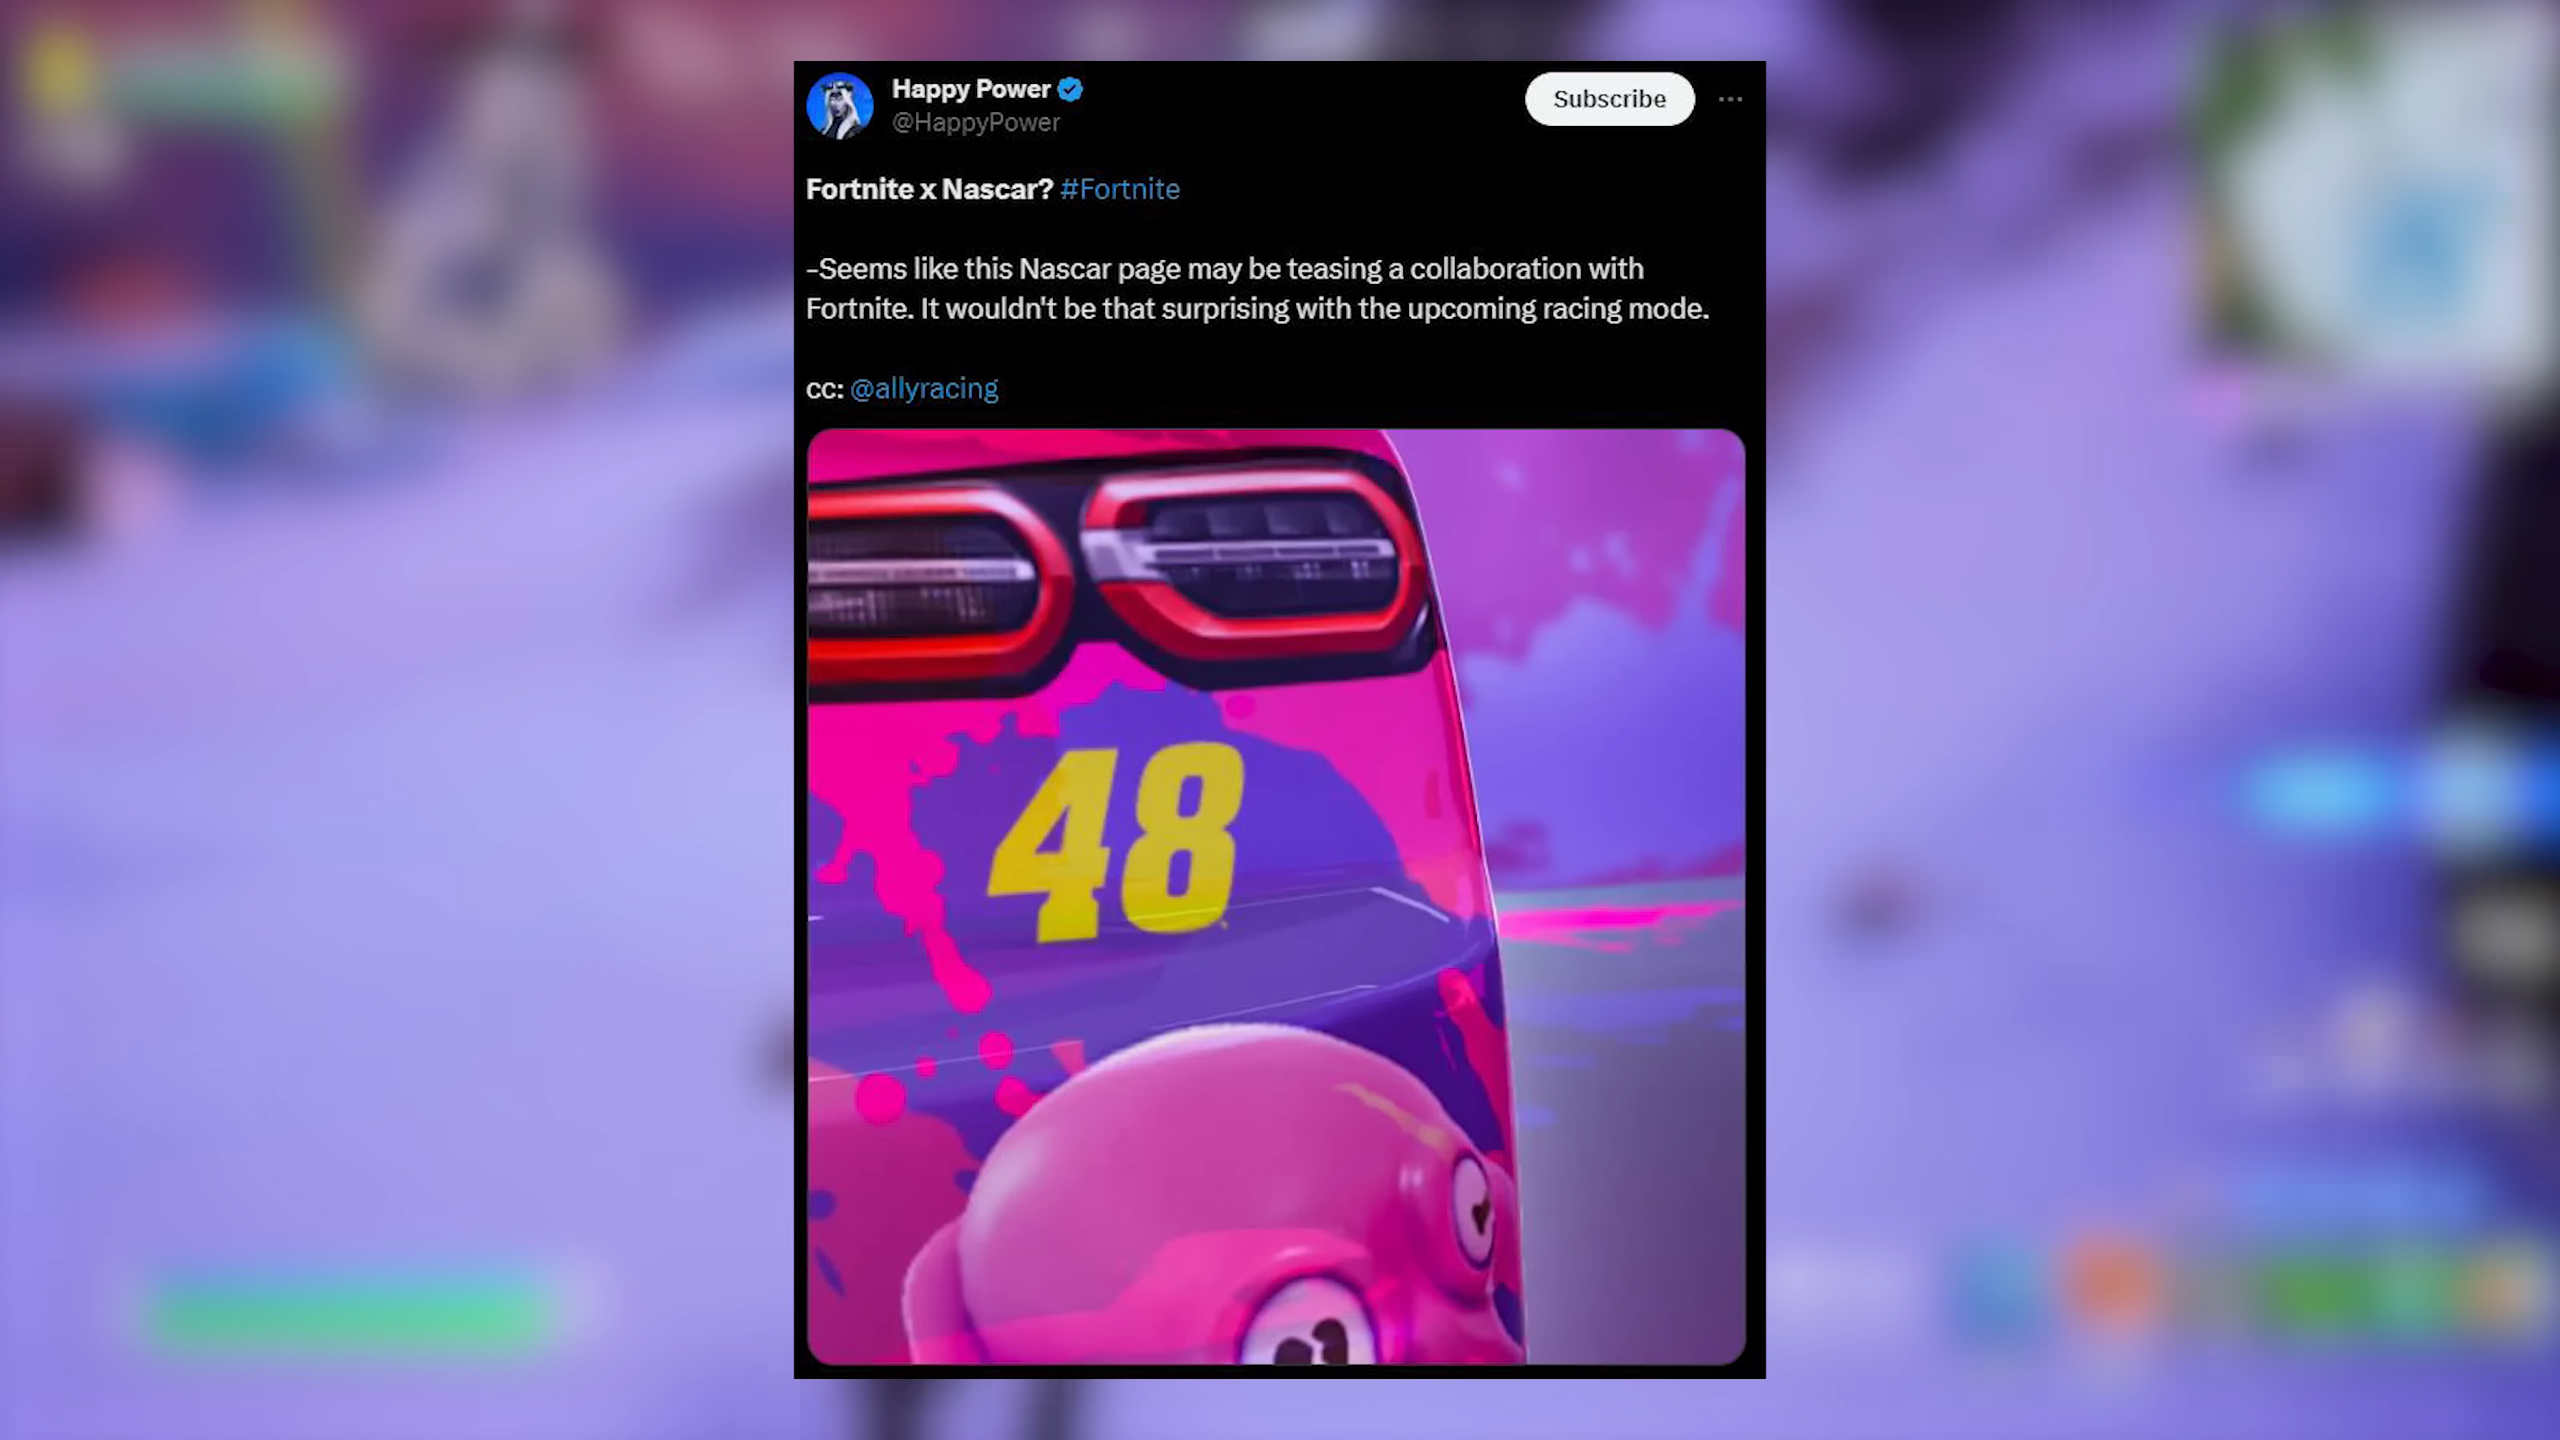 Happy Power
@HappyPower
Subscribe
Fortnite x Nascar? #Fortnite
-Seems like this Nascar page may be teasing a collaboration with
Fortnite. It wouldn't be that surprising with the upcoming racing mode.
cc: @allyracing
48